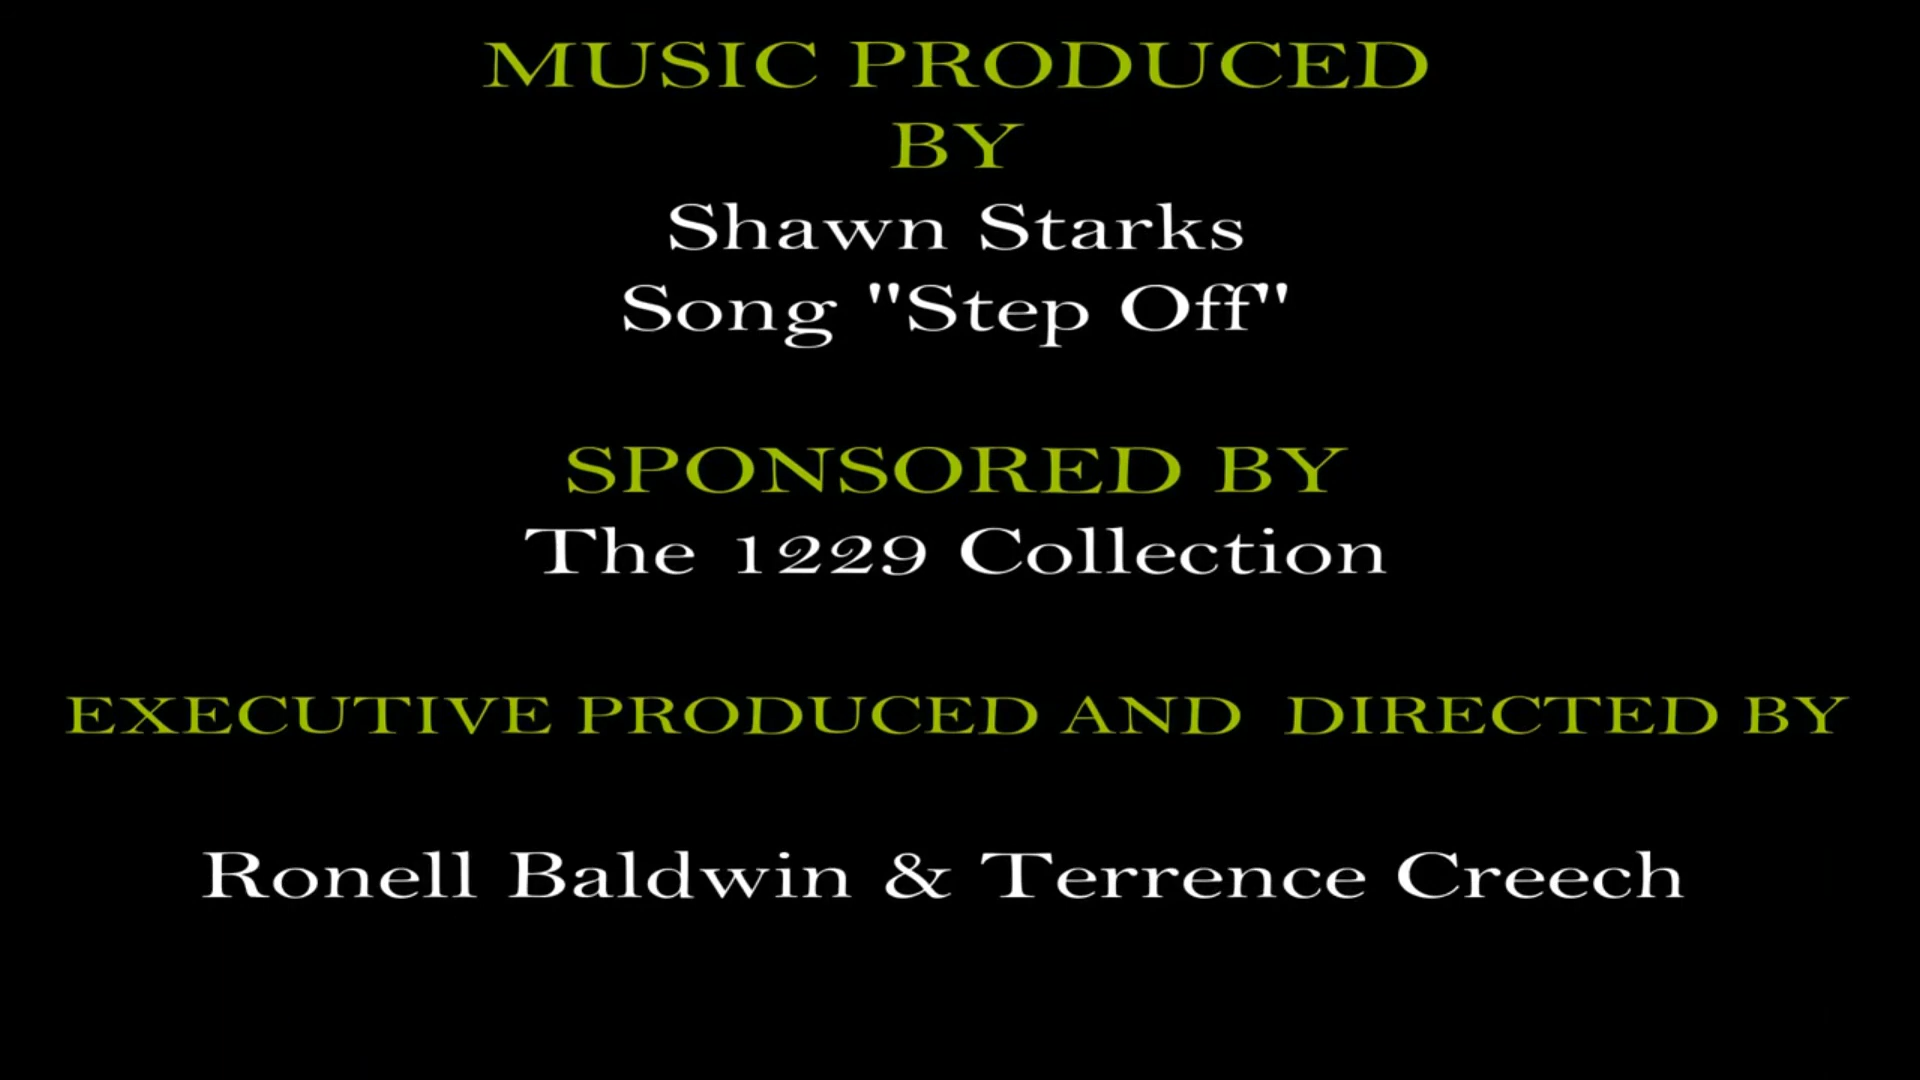 MUSIC PRODUCED
BY
Shawn Starks
Song "Step Off"
SPONSORED BY
The 1229 Collection
EXECUTIVE PRODUCED AND  DIRECTED BY
Ronell Baldwin & Terrence Creech